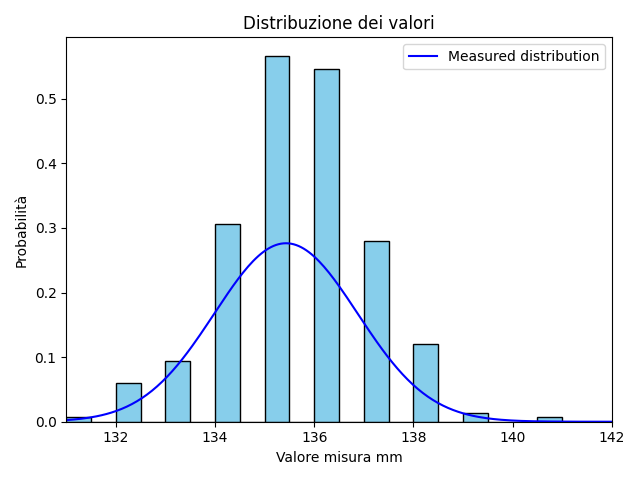 Distribuzione dei valori
Measured distribution
Probabilità
0.5
0.4
0.3
0.2
0.1
0.0
132 134 136 138 140 142
Valore misura mm